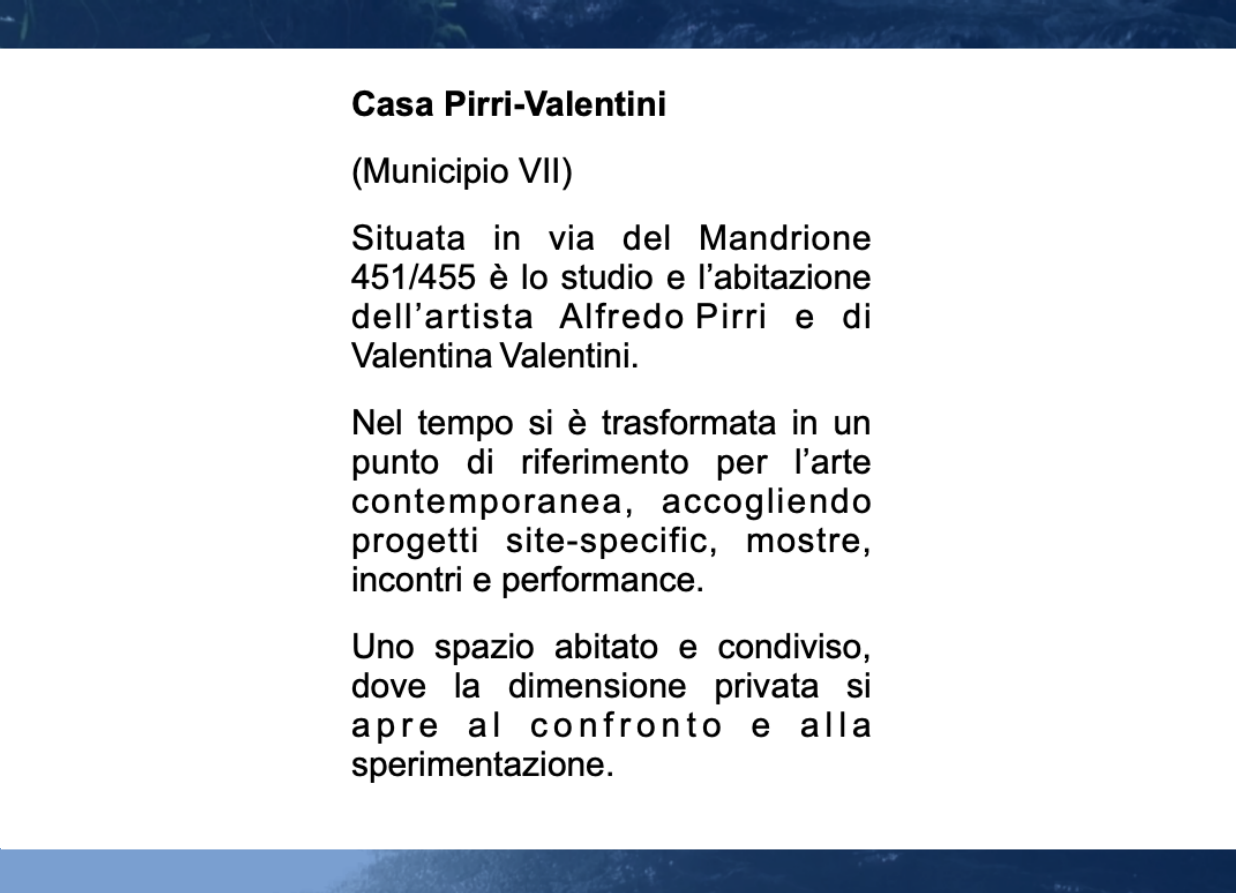 Casa Pirri-Valentini
(Municipio VII)
Situata in via del Mandrione
451/455 è lo studio e l’abitazione
dell’artista Alfredo Pirri e di
Valentina Valentini.
Nel tempo si è trasformata in un
punto di riferimento per l’arte
contemporanea, accogliendo
progetti site-specific, mostre,
incontri e performance.
Uno spazio abitato e condiviso,
dove la dimensione privata si
apre al confronto e alla
sperimentazione.